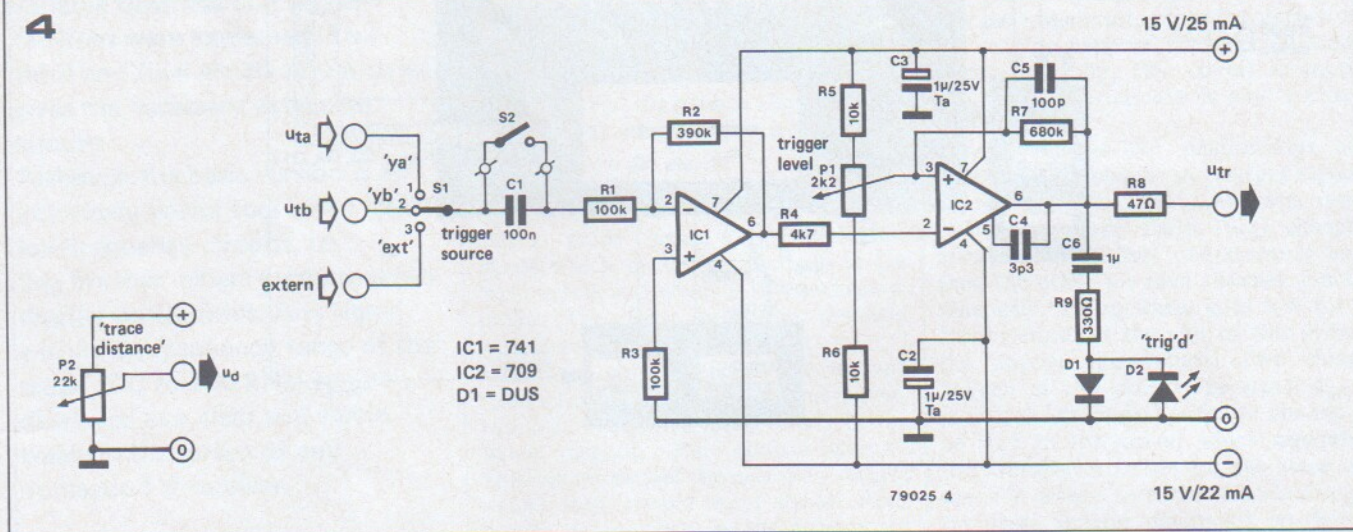 4
15 V/25 mA
+
uta
'ya'
S2
R2
390k
R5
10k
C3
1µ/25V
Ta
C5
100p
R7
680k
utb
'yb'
S1
1
2
3
'ext'
C1
100n
trigger
source
R1
100k
2
3
−
+
IC1
7
6
4
R4
4k7
trigger
level
P1
2k2
3
2
+
−
IC2
7
6
5
4
C4
3p3
R8
47Ω
utr
C6
1µ
R9
330Ω
extern
'trace
distance'
+
P2
22k
ud
0
IC1 = 741
IC2 = 709
D1 = DUS
R3
100k
R6
10k
C2
1µ/25V
Ta
'trig'd'
D1
D2
0
−
79025 4
15 V/22 mA